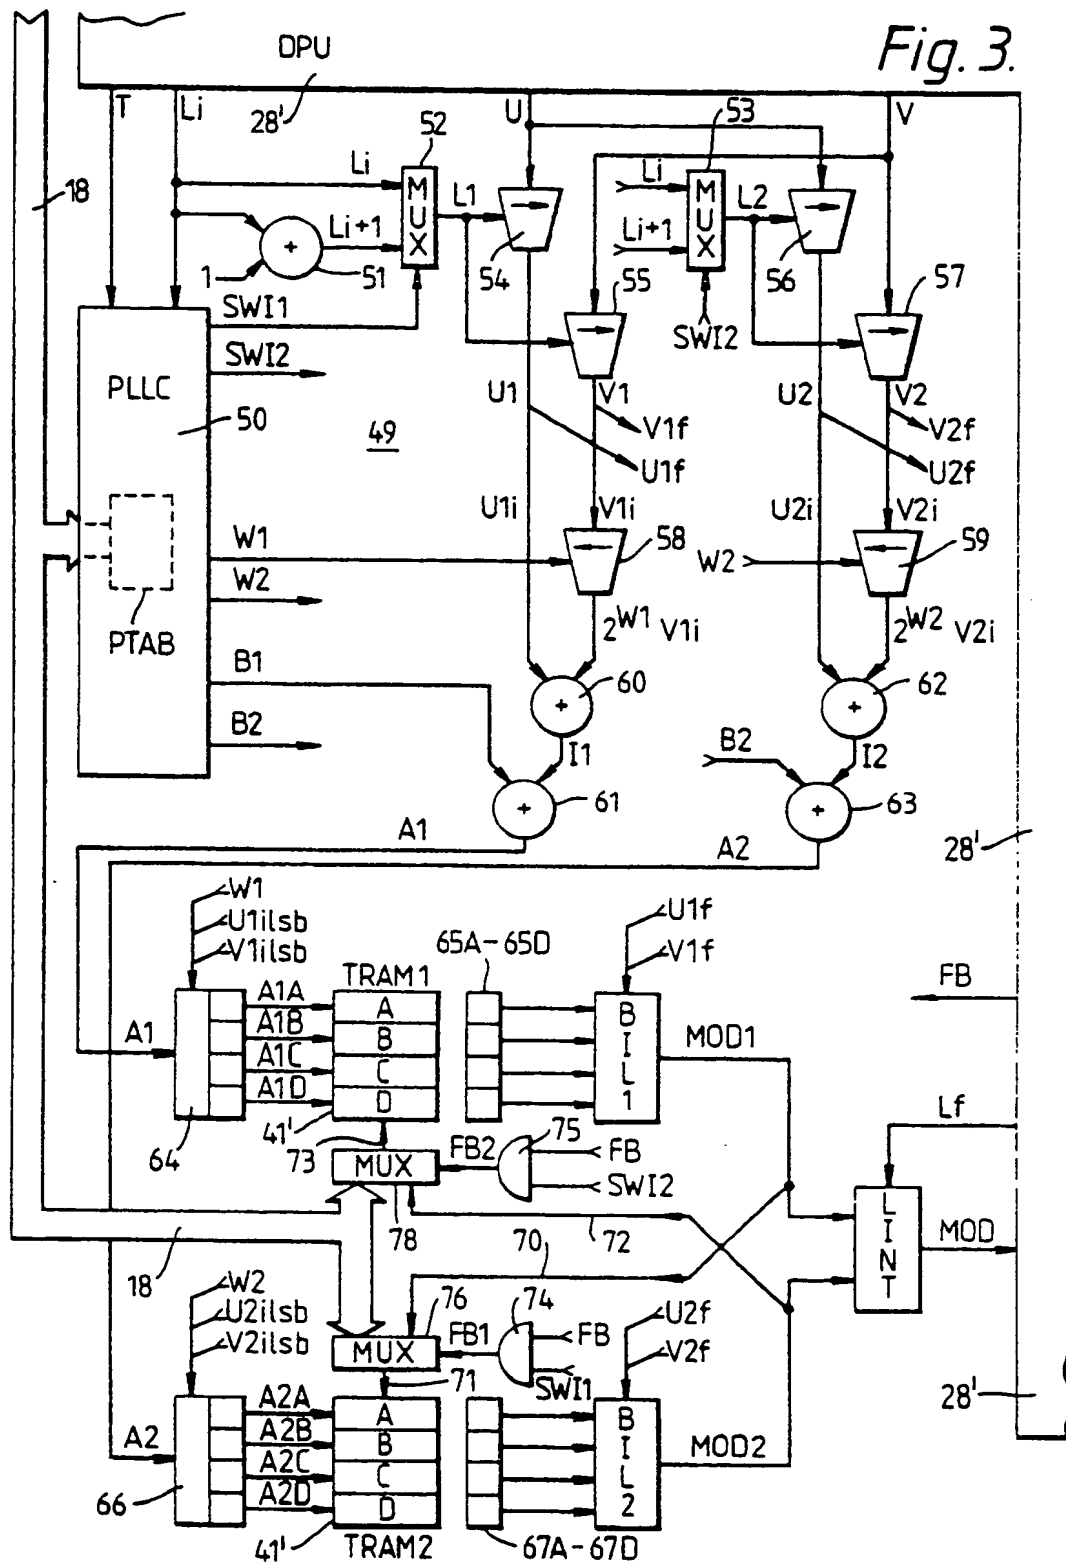 Fig. 3.
DPU
28'
T
Li
U
V
18
52
53
Li
MUX
L1
Li
MUX
L2
Li+1
Li+1
+
1
51
54
55
56
57
SWI1
SWI2
SWI2
PLLC
50
49
U1
V1
V1f
U1f
U2
V2
V2f
U2f
U1i
V1i
U2i
V2i
W1
58
W2
59
W2
PTAB
2W1 V1i
2W2 V2i
B1
+
60
+
62
B2
I1
B2
I2
+
61
+
63
A1
A2
28'
W1
U1ilsb
V1ilsb
65A-65D
U1f
V1f
FB
TRAM1
A1
A1A
A1B
A1C
A1D
A
B
C
D
BIL1
MOD1
Lf
64
41'
73
75
FB2
FB
SWI2
MUX
78
72
LINT
MOD
18
70
76
74
W2
U2ilsb
V2ilsb
FB1
FB
SWI1
U2f
V2f
MUX
71
28'
A2
A2A
A2B
A2C
A2D
A
B
C
D
BIL2
MOD2
66
41'
TRAM2
67A-67D